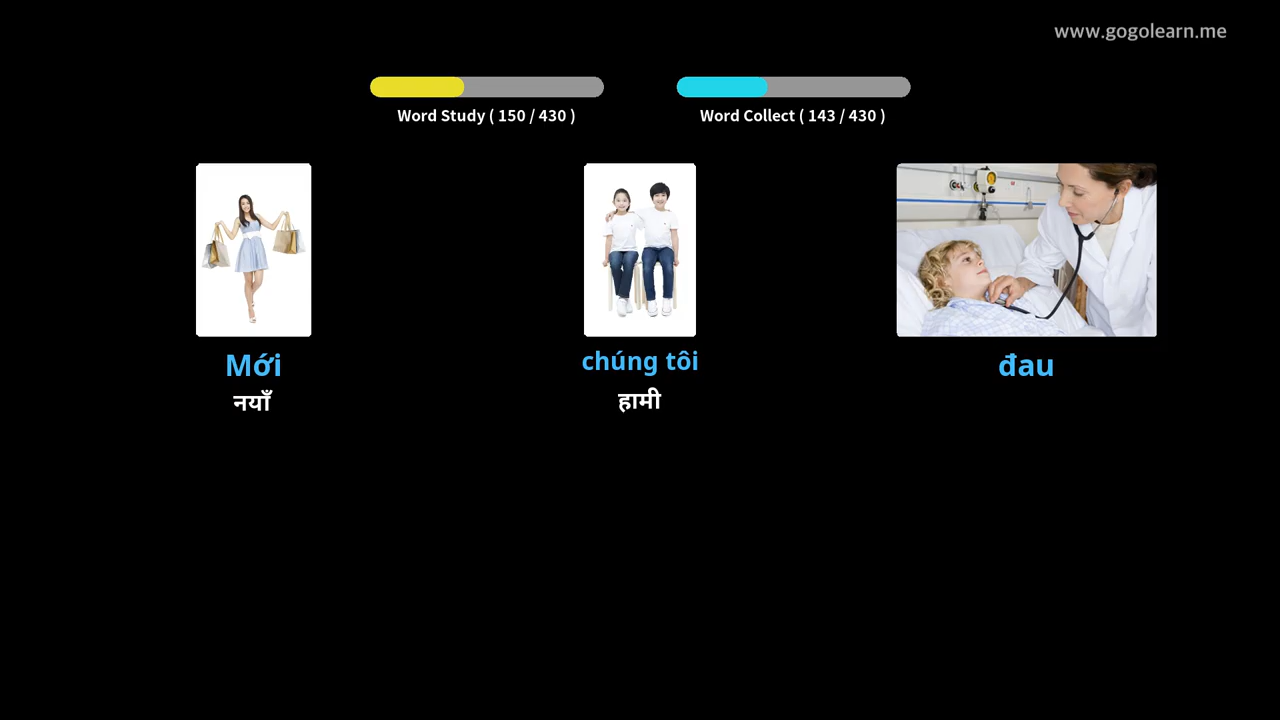 www.gogolearn.me
Word Study ( 150 / 430 )
Word Collect ( 143 / 430 )
Mới
chúng tôi
đau
नयाँ
हामी